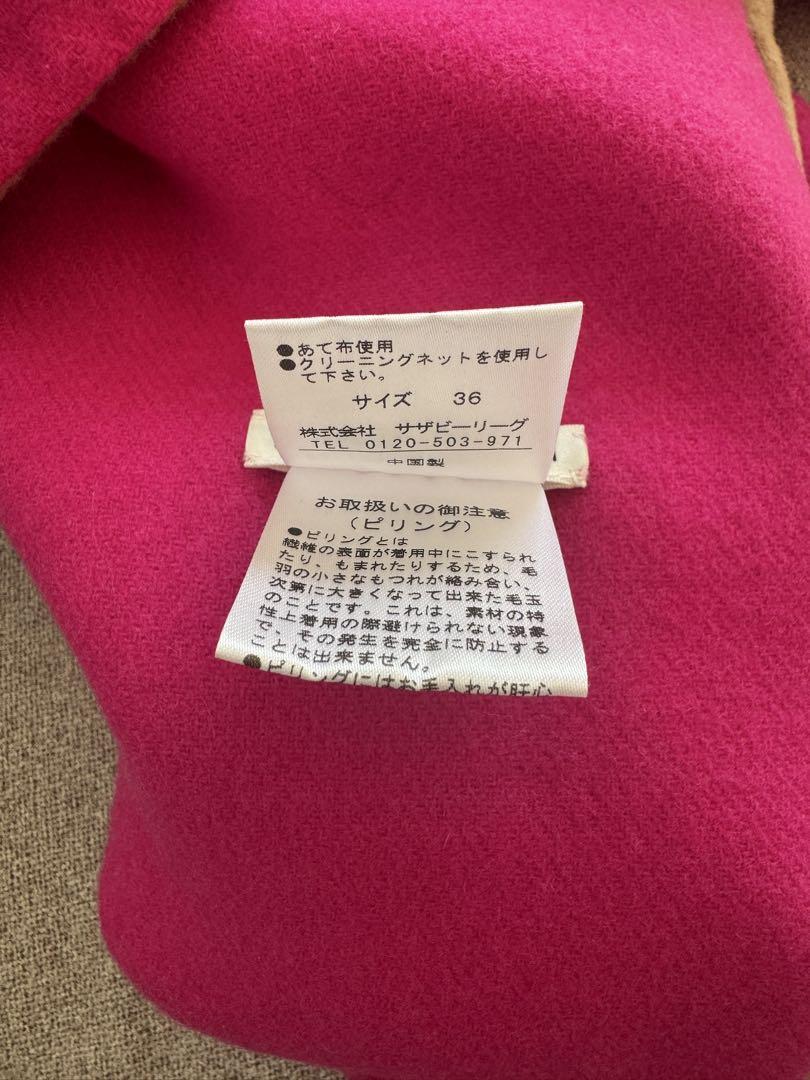 ●あて布使用
●クリーニングネットを使用し
て下さい。
サイズ 36
株式会社 サザビーリーグ
TEL 0120-503-971
中国製
お取扱いの御注意
(ピリング)
●ピリングとは
繊維の表面が着用中にこすられ
たり、もまれたりするため、毛
羽の小さなもつれが絡み合い、
次第に大きくなって出来た毛玉
のことです。これは、素材の特
性上着用の際避けられない現象
で、その発生を完全に防止する
ことは出来ません。
●ピリングにはお手入れが肝心